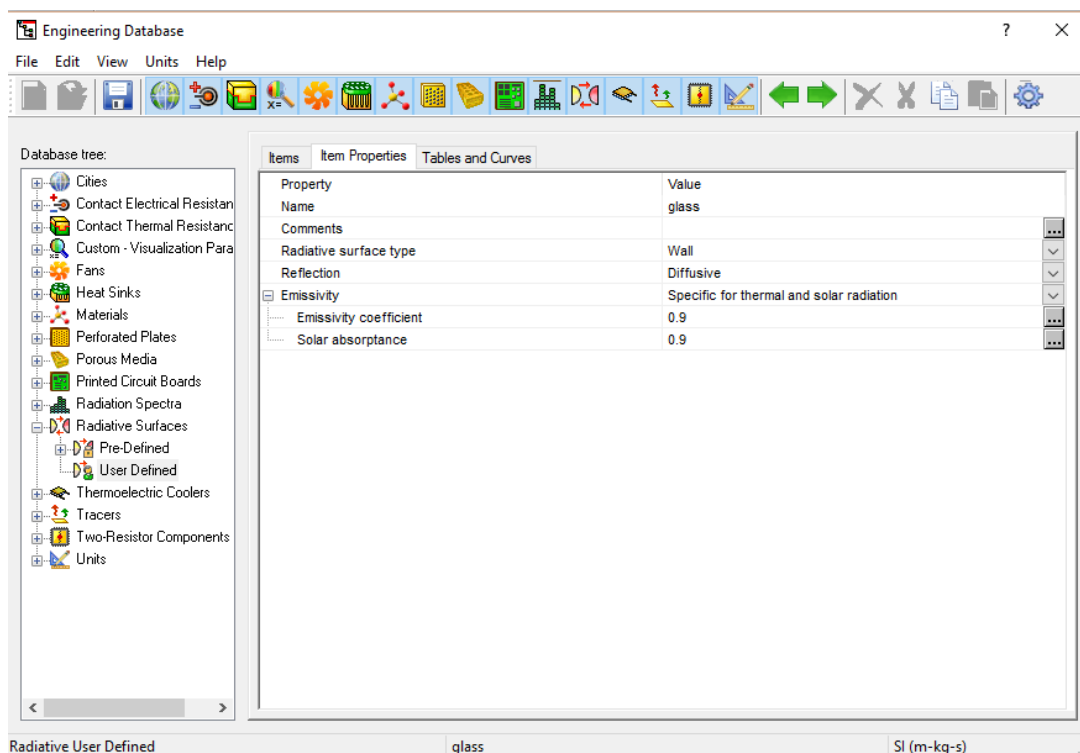 Engineering Database ?
File Edit View Units Help
Database tree:
Cities
Contact Electrical Resistan
Contact Thermal Resistanc
Custom - Visualization Para
Fans
Heat Sinks
Materials
Perforated Plates
Porous Media
Printed Circuit Boards
Radiation Spectra
Radiative Surfaces
Pre-Defined
User Defined
Thermoelectric Coolers
Tracers
Two-Resistor Components
Units
Items Item Properties Tables and Curves
Property Value
Name glass
Comments
Radiative surface type Wall
Reflection Diffusive
Emissivity Specific for thermal and solar radiation
Emissivity coefficient 0.9
Solar absorptance 0.9
Radiative User Defined glass SI (m-kg-s)